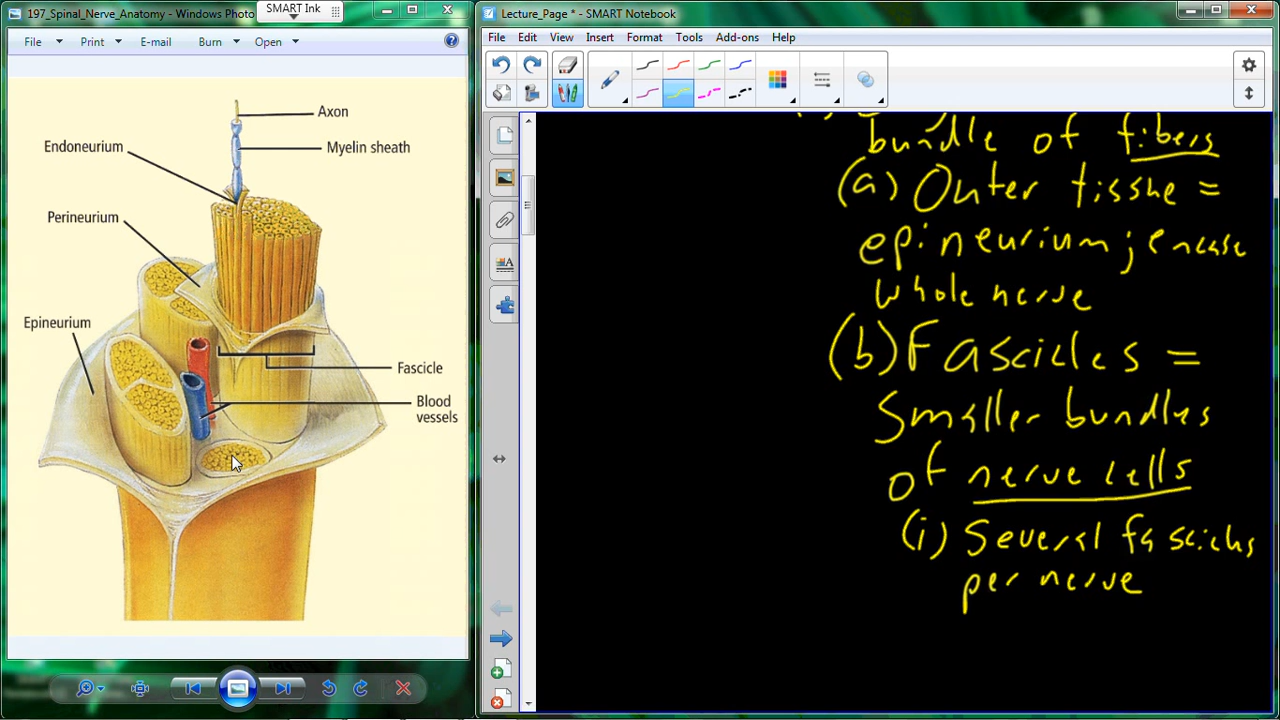 197_Spinal_Nerve_Anatomy - Windows Photo
SMART Ink
File Print E-mail Burn Open
Axon
Endoneurium
Myelin sheath
Perineurium
Epineurium
Fascicle
Blood
vessels
Lecture_Page * - SMART Notebook
File Edit View Insert Format Tools Add-ons Help
bundle of fibers
(a) Outer tissue =
epineurium; encase
whole nerve
(b) Fascicles =
Smaller bundles
of nerve cells
(i) Several fascicles
per nerve